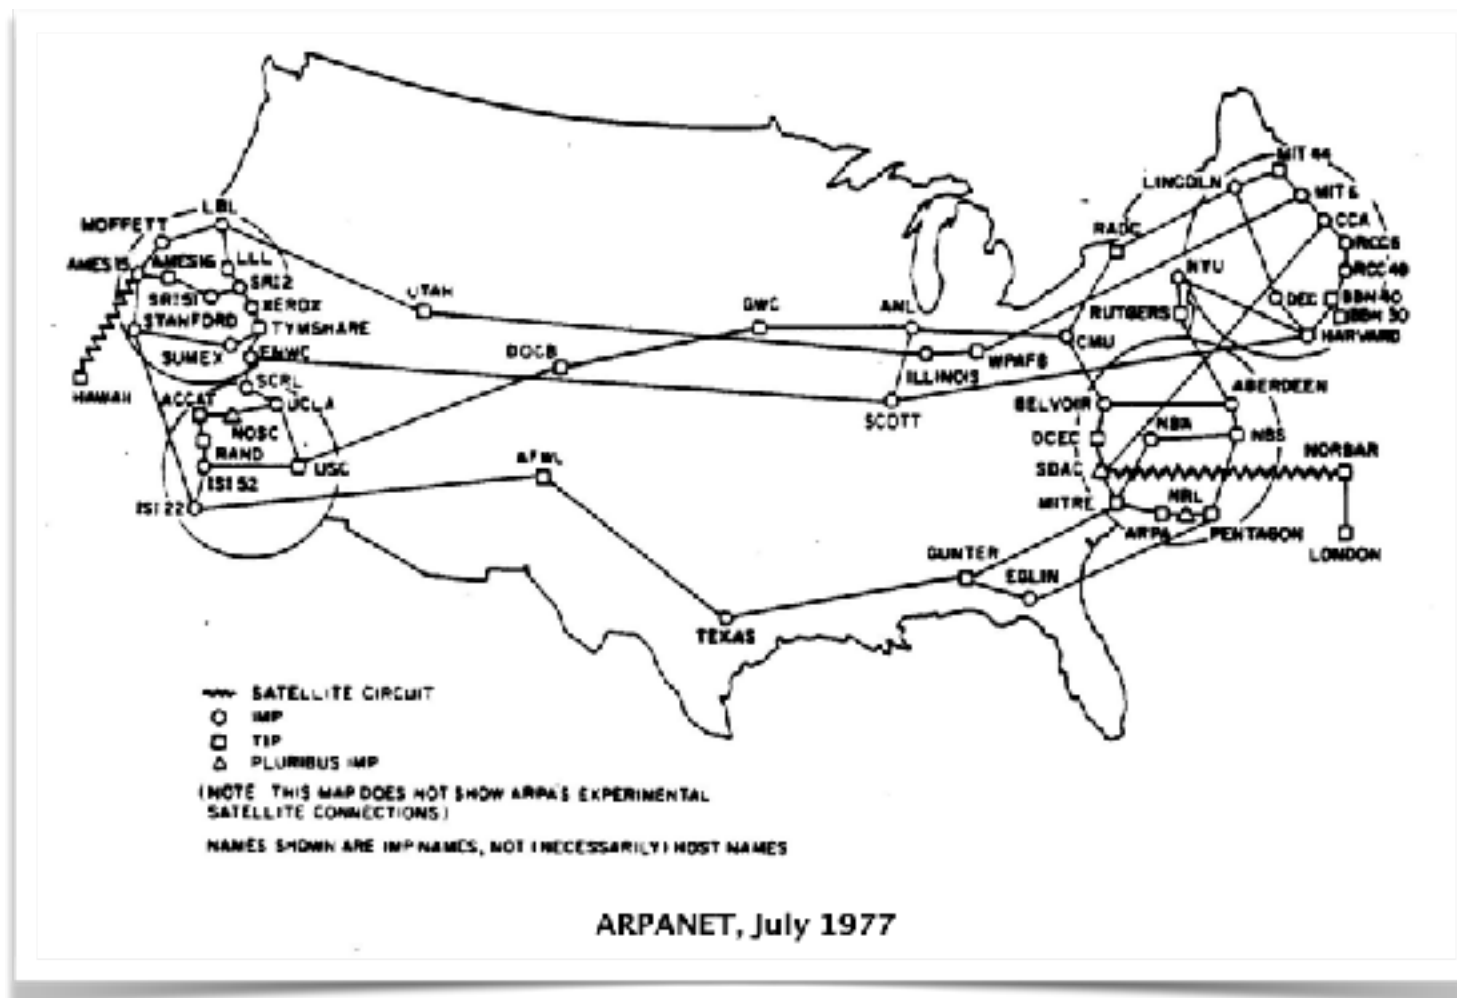 MIT 44
LINCOLN
MIT 6
LBL
CCA
MOFFETT
RADC
RCC 5
LLL
AMES15
AMES16
NYU
RCC 49
SRI2
UTAH
SRI51
XEROX
GWC
ANL
DEC
BBN 40
RUTGERS
BBN 30
STANFORD
TYMSHARE
HARVARD
CMU
SUMEX
FNWC
DOCB
WPAFB
ILLINOIS
SCRL
ABERDEEN
HAWAII
ACCAT
UCLA
BELVOIR
SCOTT
NOSC
NSA
NBS
DCEC
RAND
NORSAR
AFWL
USC
SDAC
ISI 52
NRL
ISI 22
MITRE
ARPA
PENTAGON
GUNTER
LONDON
EGLIN
TEXAS
SATELLITE CIRCUIT
IMP
TIP
PLURIBUS IMP
(NOTE THIS MAP DOES NOT SHOW ARPA'S EXPERIMENTAL
SATELLITE CONNECTIONS)
NAMES SHOWN ARE IMP NAMES, NOT (NECESSARILY) HOST NAMES
ARPANET, July 1977